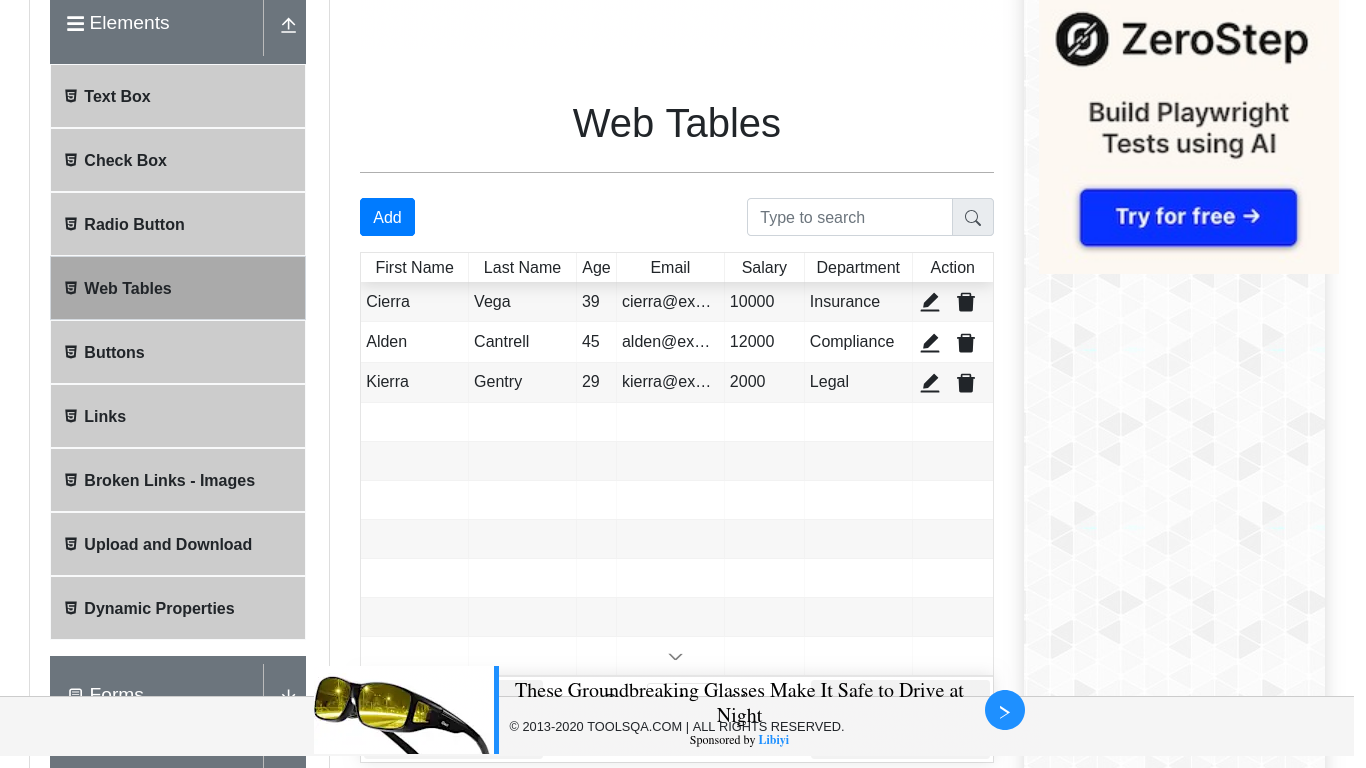 Elements
Text Box
Check Box
Radio Button
Web Tables
Buttons
Links
Broken Links - Images
Upload and Download
Dynamic Properties
Forms
Web Tables
Add
Type to search
First Name Last Name Age Email Salary Department Action
Cierra Vega 39 cierra@ex… 10000 Insurance
Alden Cantrell 45 alden@ex… 12000 Compliance
Kierra Gentry 29 kierra@ex… 2000 Legal
These Groundbreaking Glasses Make It Safe to Drive at
Night
© 2013-2020 TOOLSQA.COM | ALL RIGHTS RESERVED.
Sponsored by Libiyi
ZeroStep
Build Playwright
Tests using AI
Try for free →